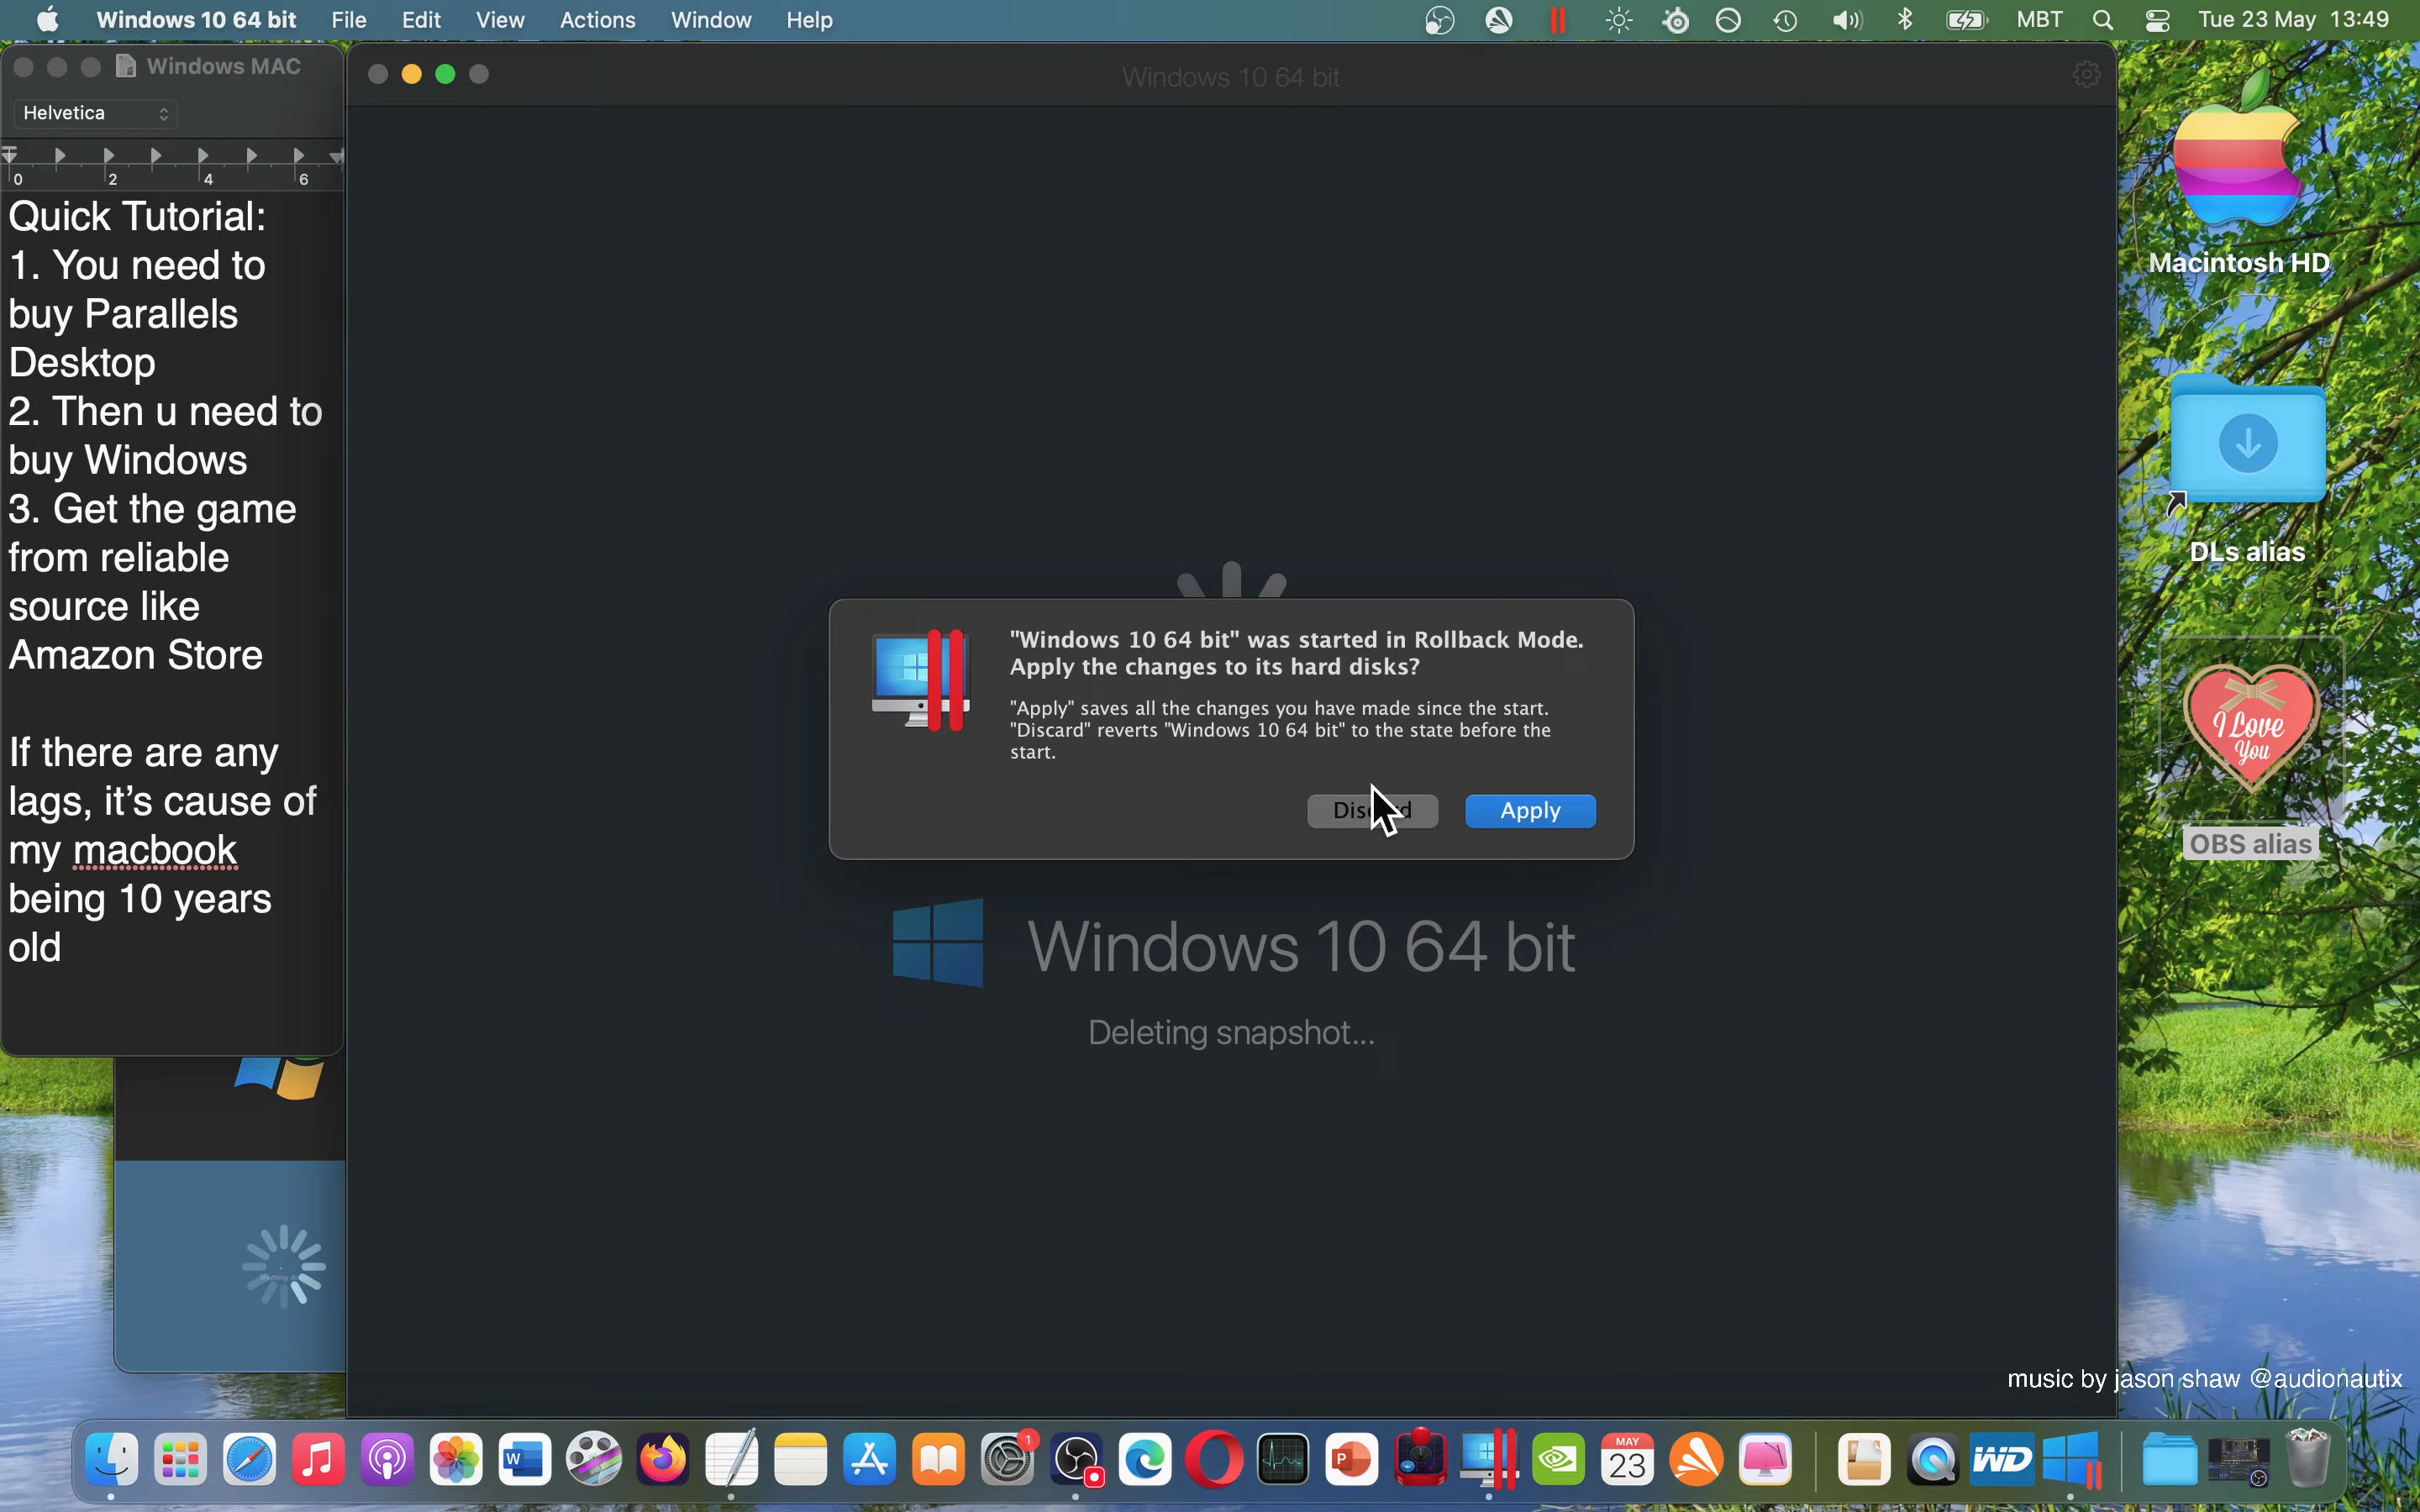 Windows 10 64 bit File Edit View Actions Window Help MBT Tue 23 May 13:49
Windows MAC
Helvetica
0 2 4 6
Quick Tutorial:
1. You need to
buy Parallels
Desktop
2. Then u need to
buy Windows
3. Get the game
from reliable
source like
Amazon Store
If there are any
lags, it's cause of
my macbook
being 10 years
old
Windows 10 64 bit
"Windows 10 64 bit" was started in Rollback Mode.
Apply the changes to its hard disks?
"Apply" saves all the changes you have made since the start.
"Discard" reverts "Windows 10 64 bit" to the state before the
start.
Apply
Windows 10 64 bit
Deleting snapshot...
Macintosh HD
DLs alias
I Love
You
OBS alias
music by jason shaw @audionautix
W
1
P
MAY
23
WD